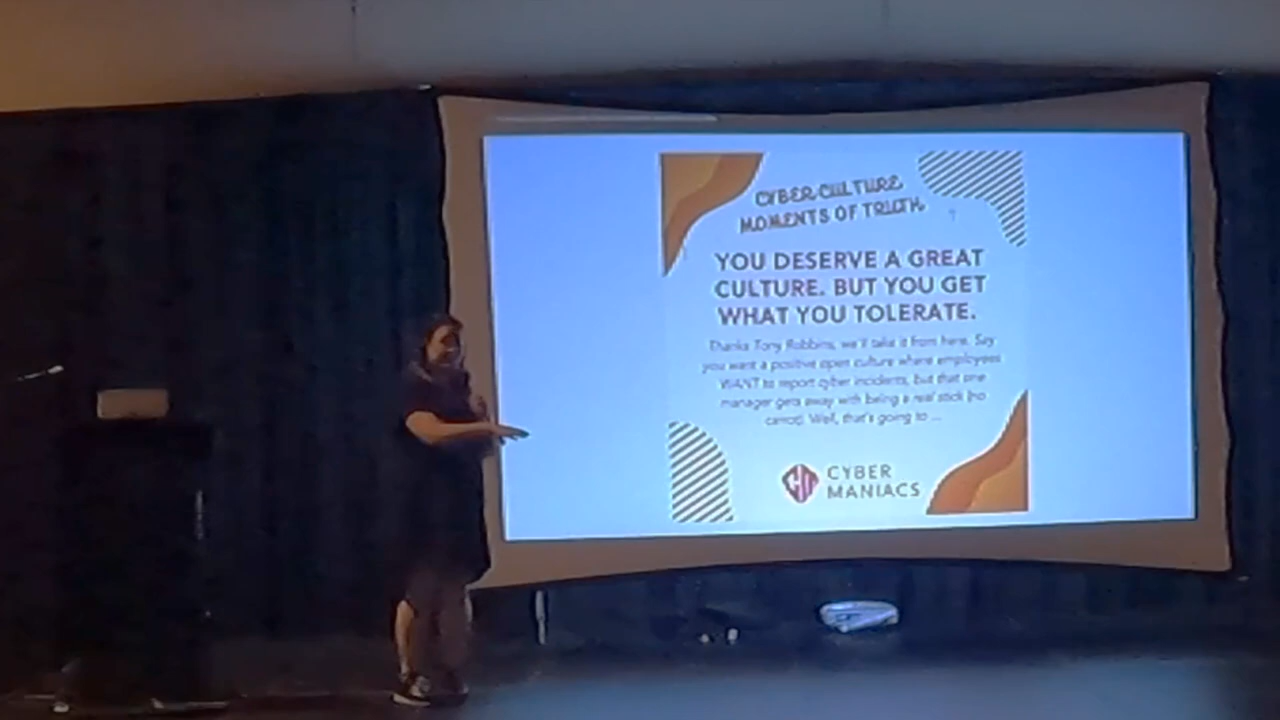 CYBER CULTURE
MOMENTS OF TRUTH
YOU DESERVE A GREAT
CULTURE. BUT YOU GET
WHAT YOU TOLERATE.
Thanks Tony Robbins, we'll take it from here. Say
you want a positive open culture where employees
WANT to report cyber incidents, but that one
manager gets away with being a real stick (no
carrot). Well, that's going to ...
CYBER
MANIACS